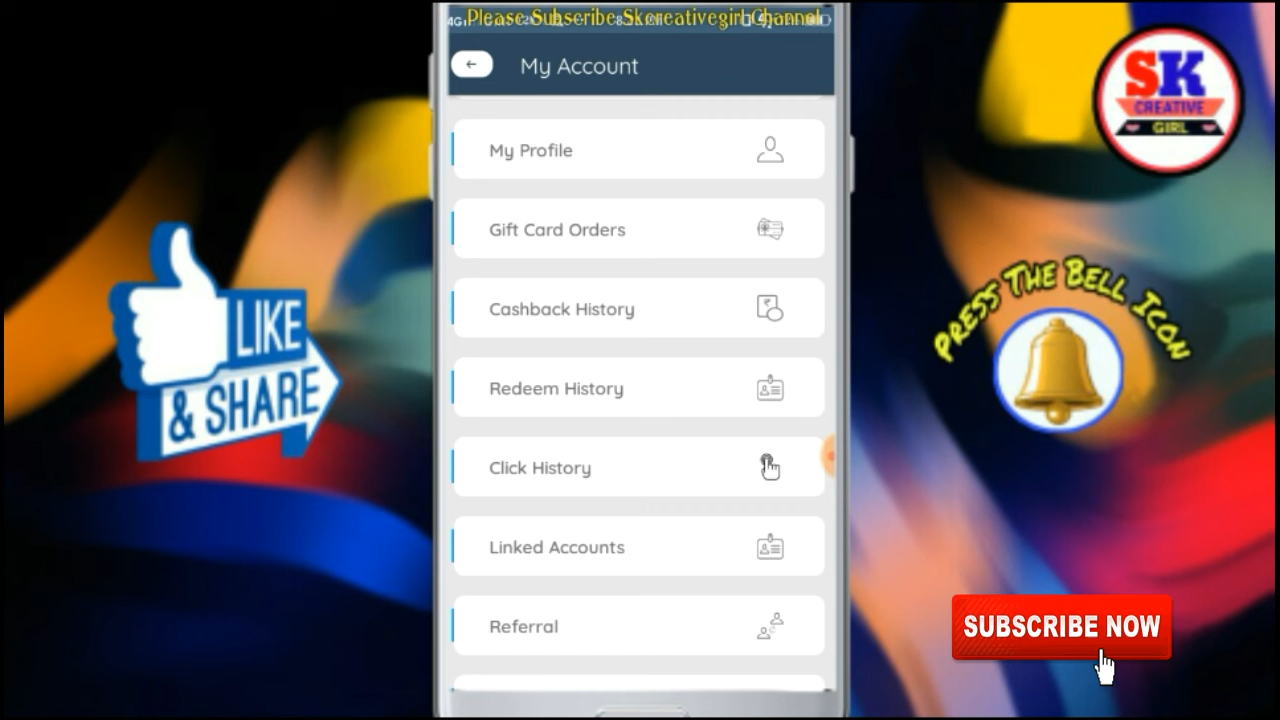 Please Subscribe Skcreativegirl Channel
My Account
My Profile
Gift Card Orders
Cashback History
Redeem History
Click History
Linked Accounts
Referral
LIKE
& SHARE
SK
CREATIVE
GIRL
PRESS THE BELL ICON
SUBSCRIBE NOW